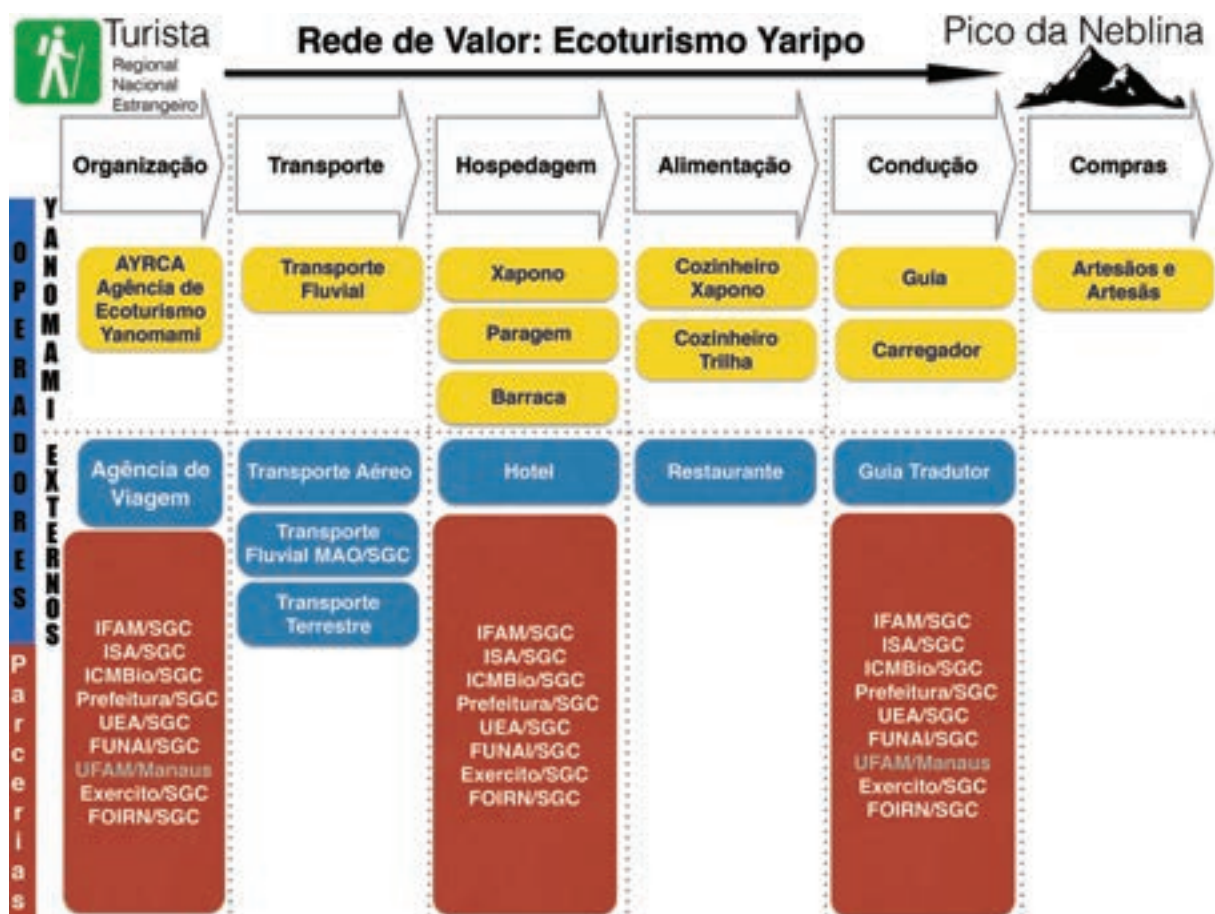 Turista
Regional
Nacional
Estrangeiro
Rede de Valor: Ecoturismo Yaripo
Pico da Neblina
Organização
Transporte
Hospedagem
Alimentação
Condução
Compras
OPERADORES
YANOMAMI
AYRCA
Agência de
Ecoturismo
Yanomami
Transporte
Fluvial
Xapono
Paragem
Barraca
Cozinheiro
Xapono
Cozinheiro
Trilha
Guia
Carregador
Artesãos e
Artesãs
EXTERNOS
Agência de
Viagem
Transporte Aéreo
Transporte
Fluvial MAO/SGC
Transporte
Terrestre
Hotel
Restaurante
Guia Tradutor
Parcerias
IFAM/SGC
ISA/SGC
ICMBio/SGC
Prefeitura/SGC
UEA/SGC
FUNAI/SGC
UFAM/Manaus
Exercito/SGC
FOIRN/SGC
IFAM/SGC
ISA/SGC
ICMBio/SGC
Prefeitura/SGC
UEA/SGC
FUNAI/SGC
Exercito/SGC
FOIRN/SGC
IFAM/SGC
ISA/SGC
ICMBio/SGC
Prefeitura/SGC
UEA/SGC
FUNAI/SGC
UFAM/Manaus
Exercito/SGC
FOIRN/SGC